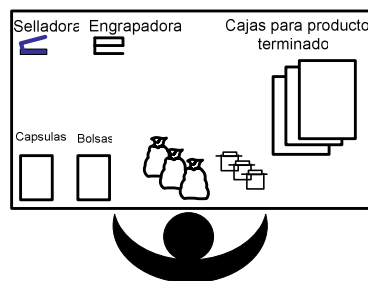 Selladora Engrapadora
Cajas para producto
terminado
Capsulas Bolsas